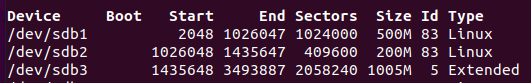 Device     Boot   Start     End Sectors  Size Id Type
/dev/sdb1          2048 1026047 1024000  500M 83 Linux
/dev/sdb2       1026048 1435647  409600  200M 83 Linux
/dev/sdb3       1435648 3493887 2058240 1005M  5 Extended